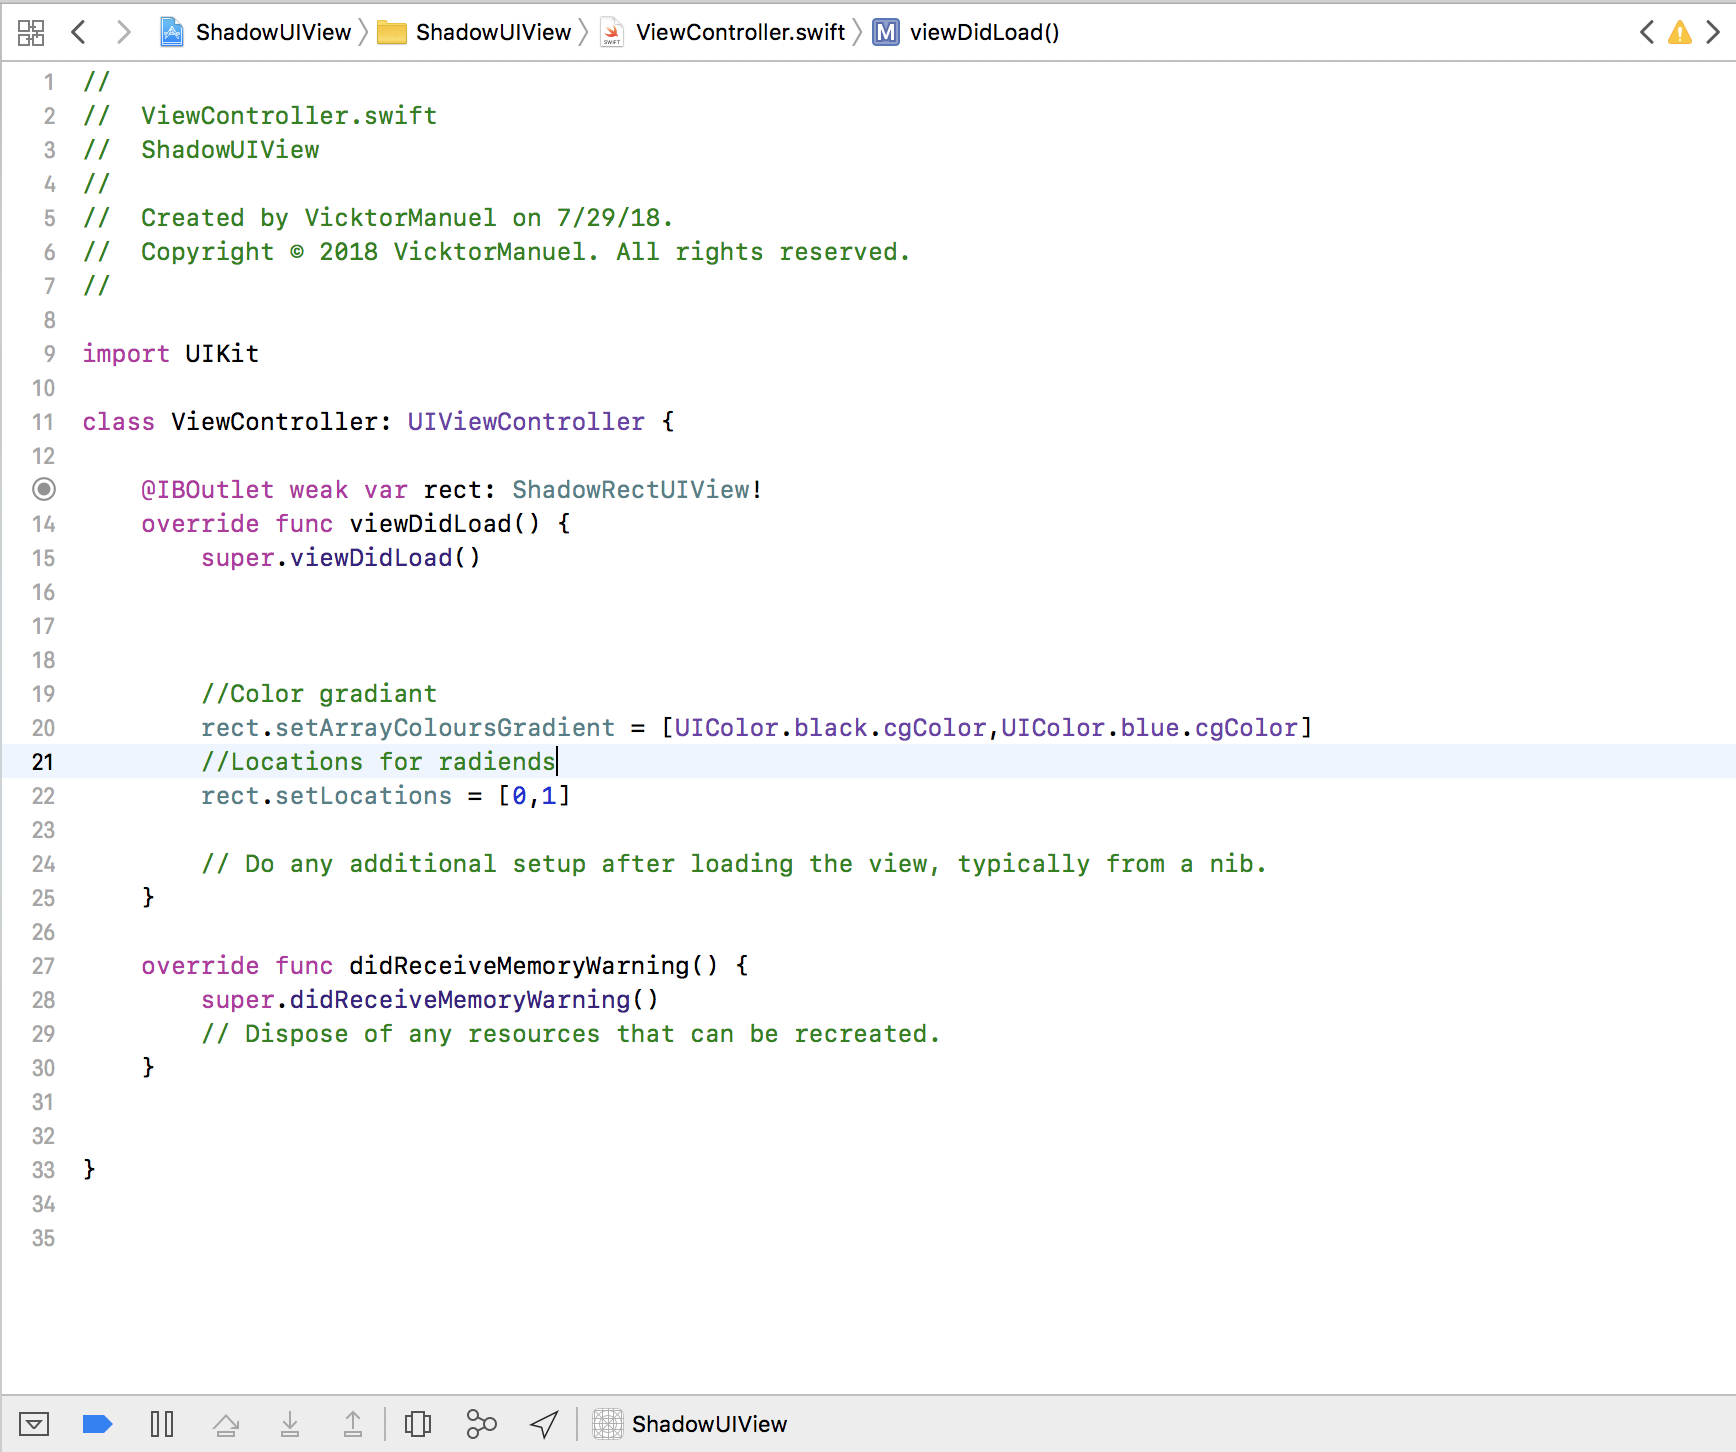 ShadowUIView ShadowUIView ViewController.swift M viewDidLoad()
1 //
2 //  ViewController.swift
3 //  ShadowUIView
4 //
5 //  Created by VicktorManuel on 7/29/18.
6 //  Copyright © 2018 VicktorManuel. All rights reserved.
7 //
8
9 import UIKit
10
11 class ViewController: UIViewController {
12
@IBOutlet weak var rect: ShadowRectUIView!
14 override func viewDidLoad() {
15 super.viewDidLoad()
16
17
18
19 //Color gradiant
20 rect.setArrayColoursGradient = [UIColor.black.cgColor,UIColor.blue.cgColor]
21 //Locations for radiends
22 rect.setLocations = [0,1]
23
24 // Do any additional setup after loading the view, typically from a nib.
25 }
26
27 override func didReceiveMemoryWarning() {
28 super.didReceiveMemoryWarning()
29 // Dispose of any resources that can be recreated.
30 }
31
32
33 }
34
35
ShadowUIView